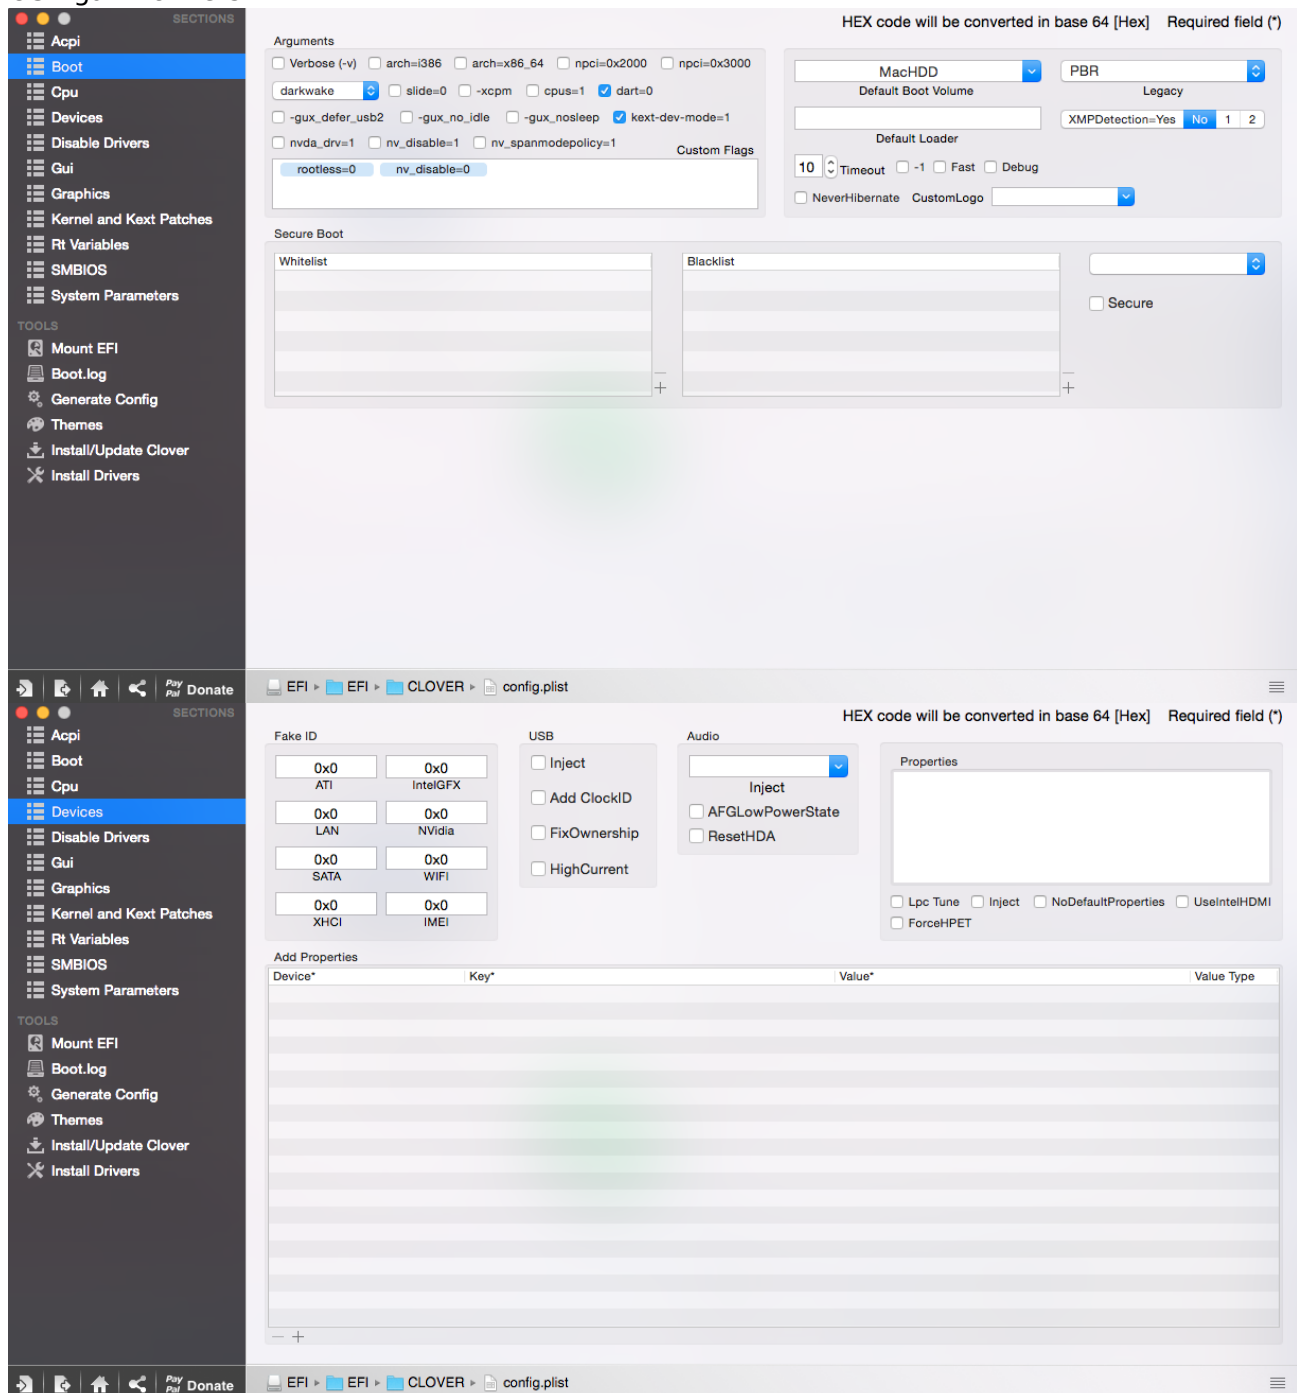 SECTIONS
Acpi
Boot
Cpu
Devices
Disable Drivers
Gui
Graphics
Kernel and Kext Patches
Rt Variables
SMBIOS
System Parameters
TOOLS
Mount EFI
Boot.log
Generate Config
Themes
Install/Update Clover
Install Drivers
Pay Pal Donate
HEX code will be converted in base 64 [Hex] Required field (*)
Arguments
Verbose (-v) arch=i386 arch=x86_64 npci=0x2000 npci=0x3000
darkwake slide=0 -xcpm cpus=1 dart=0
-gux_defer_usb2 -gux_no_idle -gux_nosleep kext-dev-mode=1
nvda_drv=1 nv_disable=1 nv_spanmodepolicy=1 Custom Flags
rootless=0 nv_disable=0
MacHDD PBR
Default Boot Volume Legacy
XMPDetection=Yes No 1 2
Default Loader
10 Timeout -1 Fast Debug
NeverHibernate CustomLogo
Secure Boot
Whitelist Blacklist
Secure
EFI EFI CLOVER config.plist
SECTIONS
Acpi
Boot
Cpu
Devices
Disable Drivers
Gui
Graphics
Kernel and Kext Patches
Rt Variables
SMBIOS
System Parameters
TOOLS
Mount EFI
Boot.log
Generate Config
Themes
Install/Update Clover
Install Drivers
Pay Pal Donate
HEX code will be converted in base 64 [Hex] Required field (*)
Fake ID
0x0 0x0
ATI IntelGFX
0x0 0x0
LAN NVidia
0x0 0x0
SATA WIFI
0x0 0x0
XHCI IMEI
USB
Inject
Add ClockID
FixOwnership
HighCurrent
Audio
Inject
AFGLowPowerState
ResetHDA
Properties
Lpc Tune Inject NoDefaultProperties UseIntelHDMI
ForceHPET
Add Properties
Device* Key* Value* Value Type
EFI EFI CLOVER config.plist